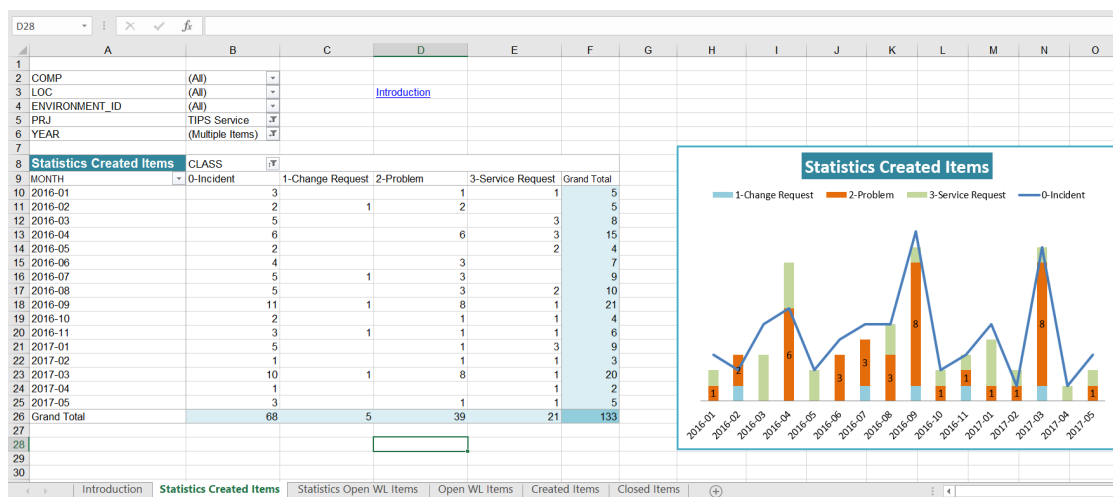 D28
fx
A B C D E F G H I J K L M N O
1
2 COMP (All)
3 LOC (All) Introduction
4 ENVIRONMENT_ID (All)
5 PRJ TIPS Service
6 YEAR (Multiple Items)
7
8 Statistics Created Items CLASS
9 MONTH 0-Incident 1-Change Request 2-Problem 3-Service Request Grand Total
10 2016-01 3 1 1 5
11 2016-02 2 1 2 5
12 2016-03 5 3 8
13 2016-04 6 6 3 15
14 2016-05 2 2 4
15 2016-06 4 3 7
16 2016-07 5 1 3 9
17 2016-08 5 3 2 10
18 2016-09 11 1 8 1 21
19 2016-10 2 1 1 4
20 2016-11 3 1 1 1 6
21 2017-01 5 1 3 9
22 2017-02 1 1 1 3
23 2017-03 10 1 8 1 20
24 2017-04 1 1 2
25 2017-05 3 1 1 5
26 Grand Total 68 5 39 21 133
27
28
29
30
Statistics Created Items
1-Change Request 2-Problem 3-Service Request 0-Incident
1 2 6 3 3 3 8 1 1 1 1 8 1
2016-01 2016-02 2016-03 2016-04 2016-05 2016-06 2016-07 2016-08 2016-09 2016-10 2016-11 2017-01 2017-02 2017-03 2017-04 2017-05
Introduction Statistics Created Items Statistics Open WL Items Open WL Items Created Items Closed Items